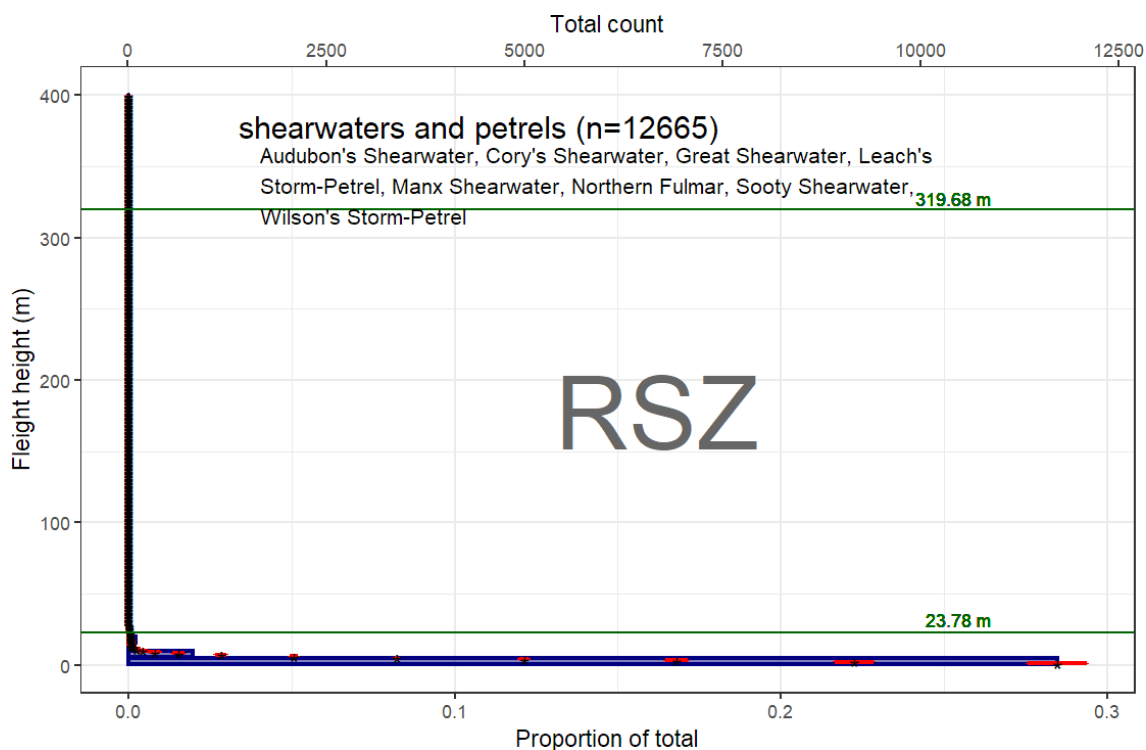 Total count
0 2500 5000 7500 10000 12500
400
shearwaters and petrels (n=12665)
Audubon's Shearwater, Cory's Shearwater, Great Shearwater, Leach's
Storm-Petrel, Manx Shearwater, Northern Fulmar, Sooty Shearwater,
319.68 m
Wilson's Storm-Petrel
300
Fleight height (m)
200
RSZ
100
23.78 m
0
0.0 0.1 0.2 0.3
Proportion of total